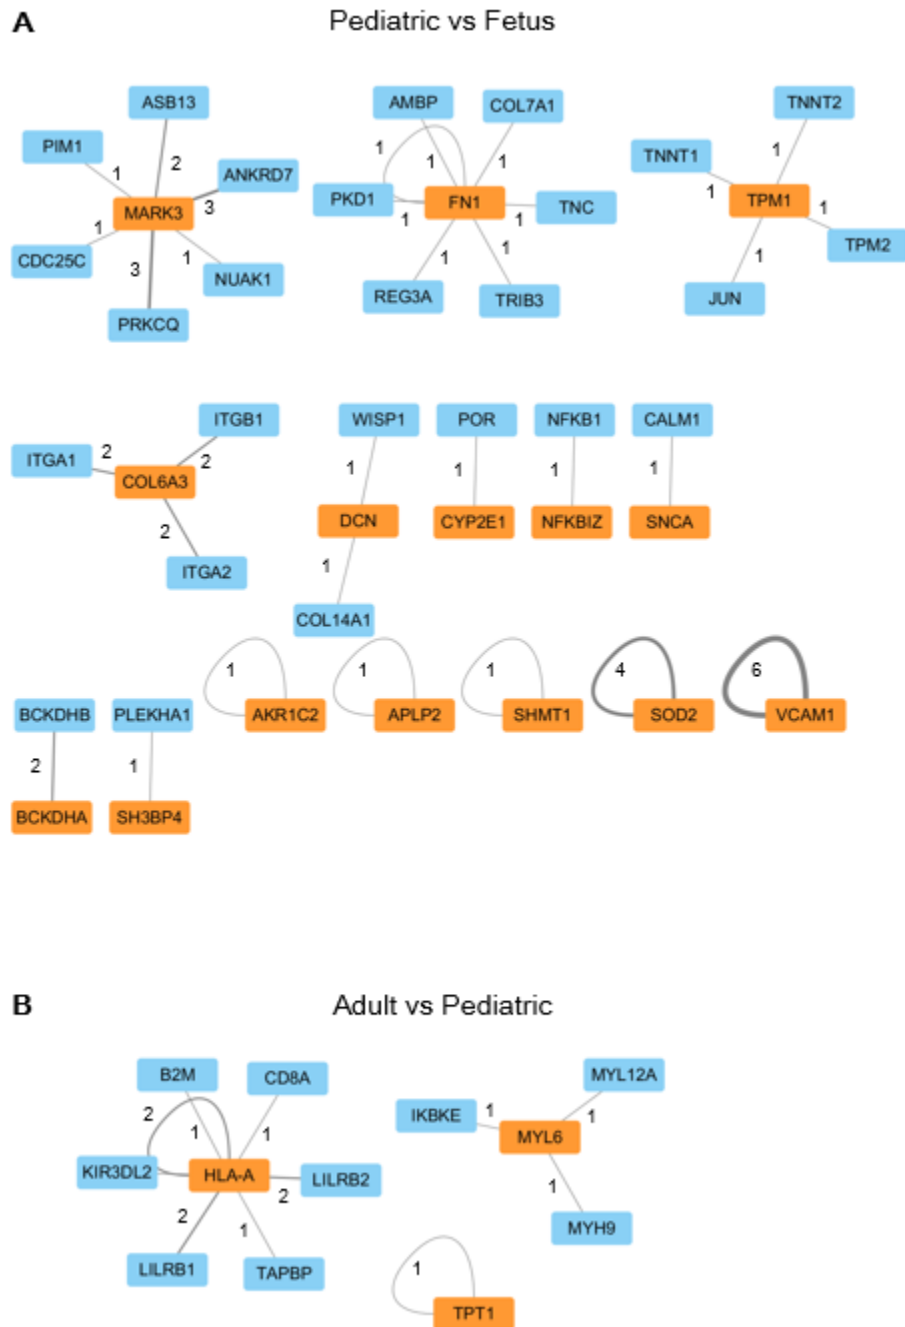 A
Pediatric vs Fetus
ASB13
AMBP
COL7A1
TNNT2
PIM1
1
2
ANKRD7
1
1
1
1
TNNT1
MARK3
3
PKD1
FN1
TNC
1
TPM1
1
CDC25C
1
1
1
1
TPM2
3
1
NUAK1
1
1
1
REG3A
TRIB3
JUN
PRKCQ
ITGB1
WISP1
POR
NFKB1
CALM1
ITGA1
2
2
1
1
1
1
COL6A3
DCN
CYP2E1
NFKBIZ
SNCA
2
1
ITGA2
COL14A1
1
1
1
4
6
BCKDHB
PLEKHA1
AKR1C2
APLP2
SHMT1
SOD2
VCAM1
2
1
BCKDHA
SH3BP4
B
Adult vs Pediatric
B2M
CD8A
MYL12A
2
1
1
IKBKE
1
1
MYL6
KIR3DL2
HLA-A
LILRB2
2
2
1
1
MYH9
LILRB1
TAPBP
1
TPT1